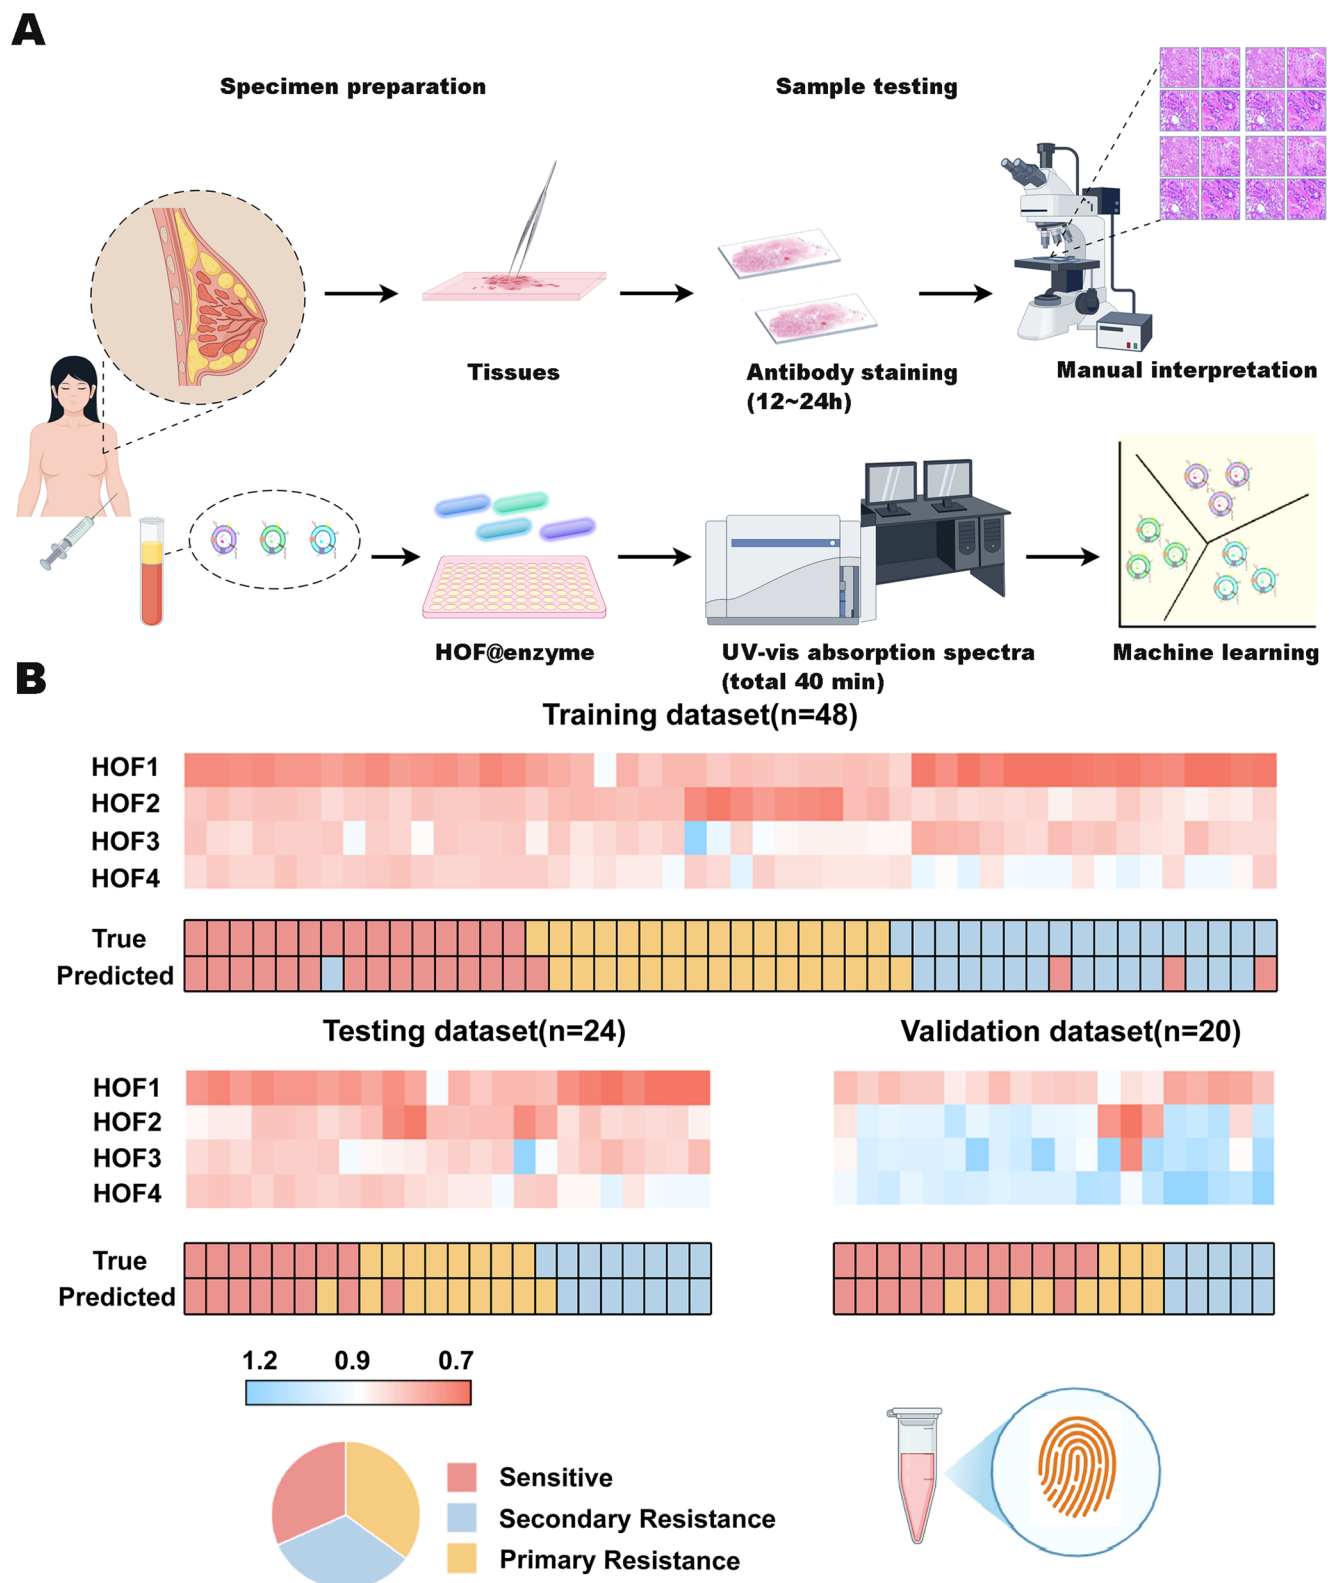 A
Specimen preparation
Sample testing
Tissues
Antibody staining
(12~24h)
Manual interpretation
HOF@enzyme
UV-vis absorption spectra
(total 40 min)
Machine learning
B
Training dataset(n=48)
HOF1
HOF2
HOF3
HOF4
True
Predicted
Testing dataset(n=24)
Validation dataset(n=20)
HOF1
HOF2
HOF3
HOF4
True
Predicted
1.2 0.9 0.7
Sensitive
Secondary Resistance
Primary Resistance